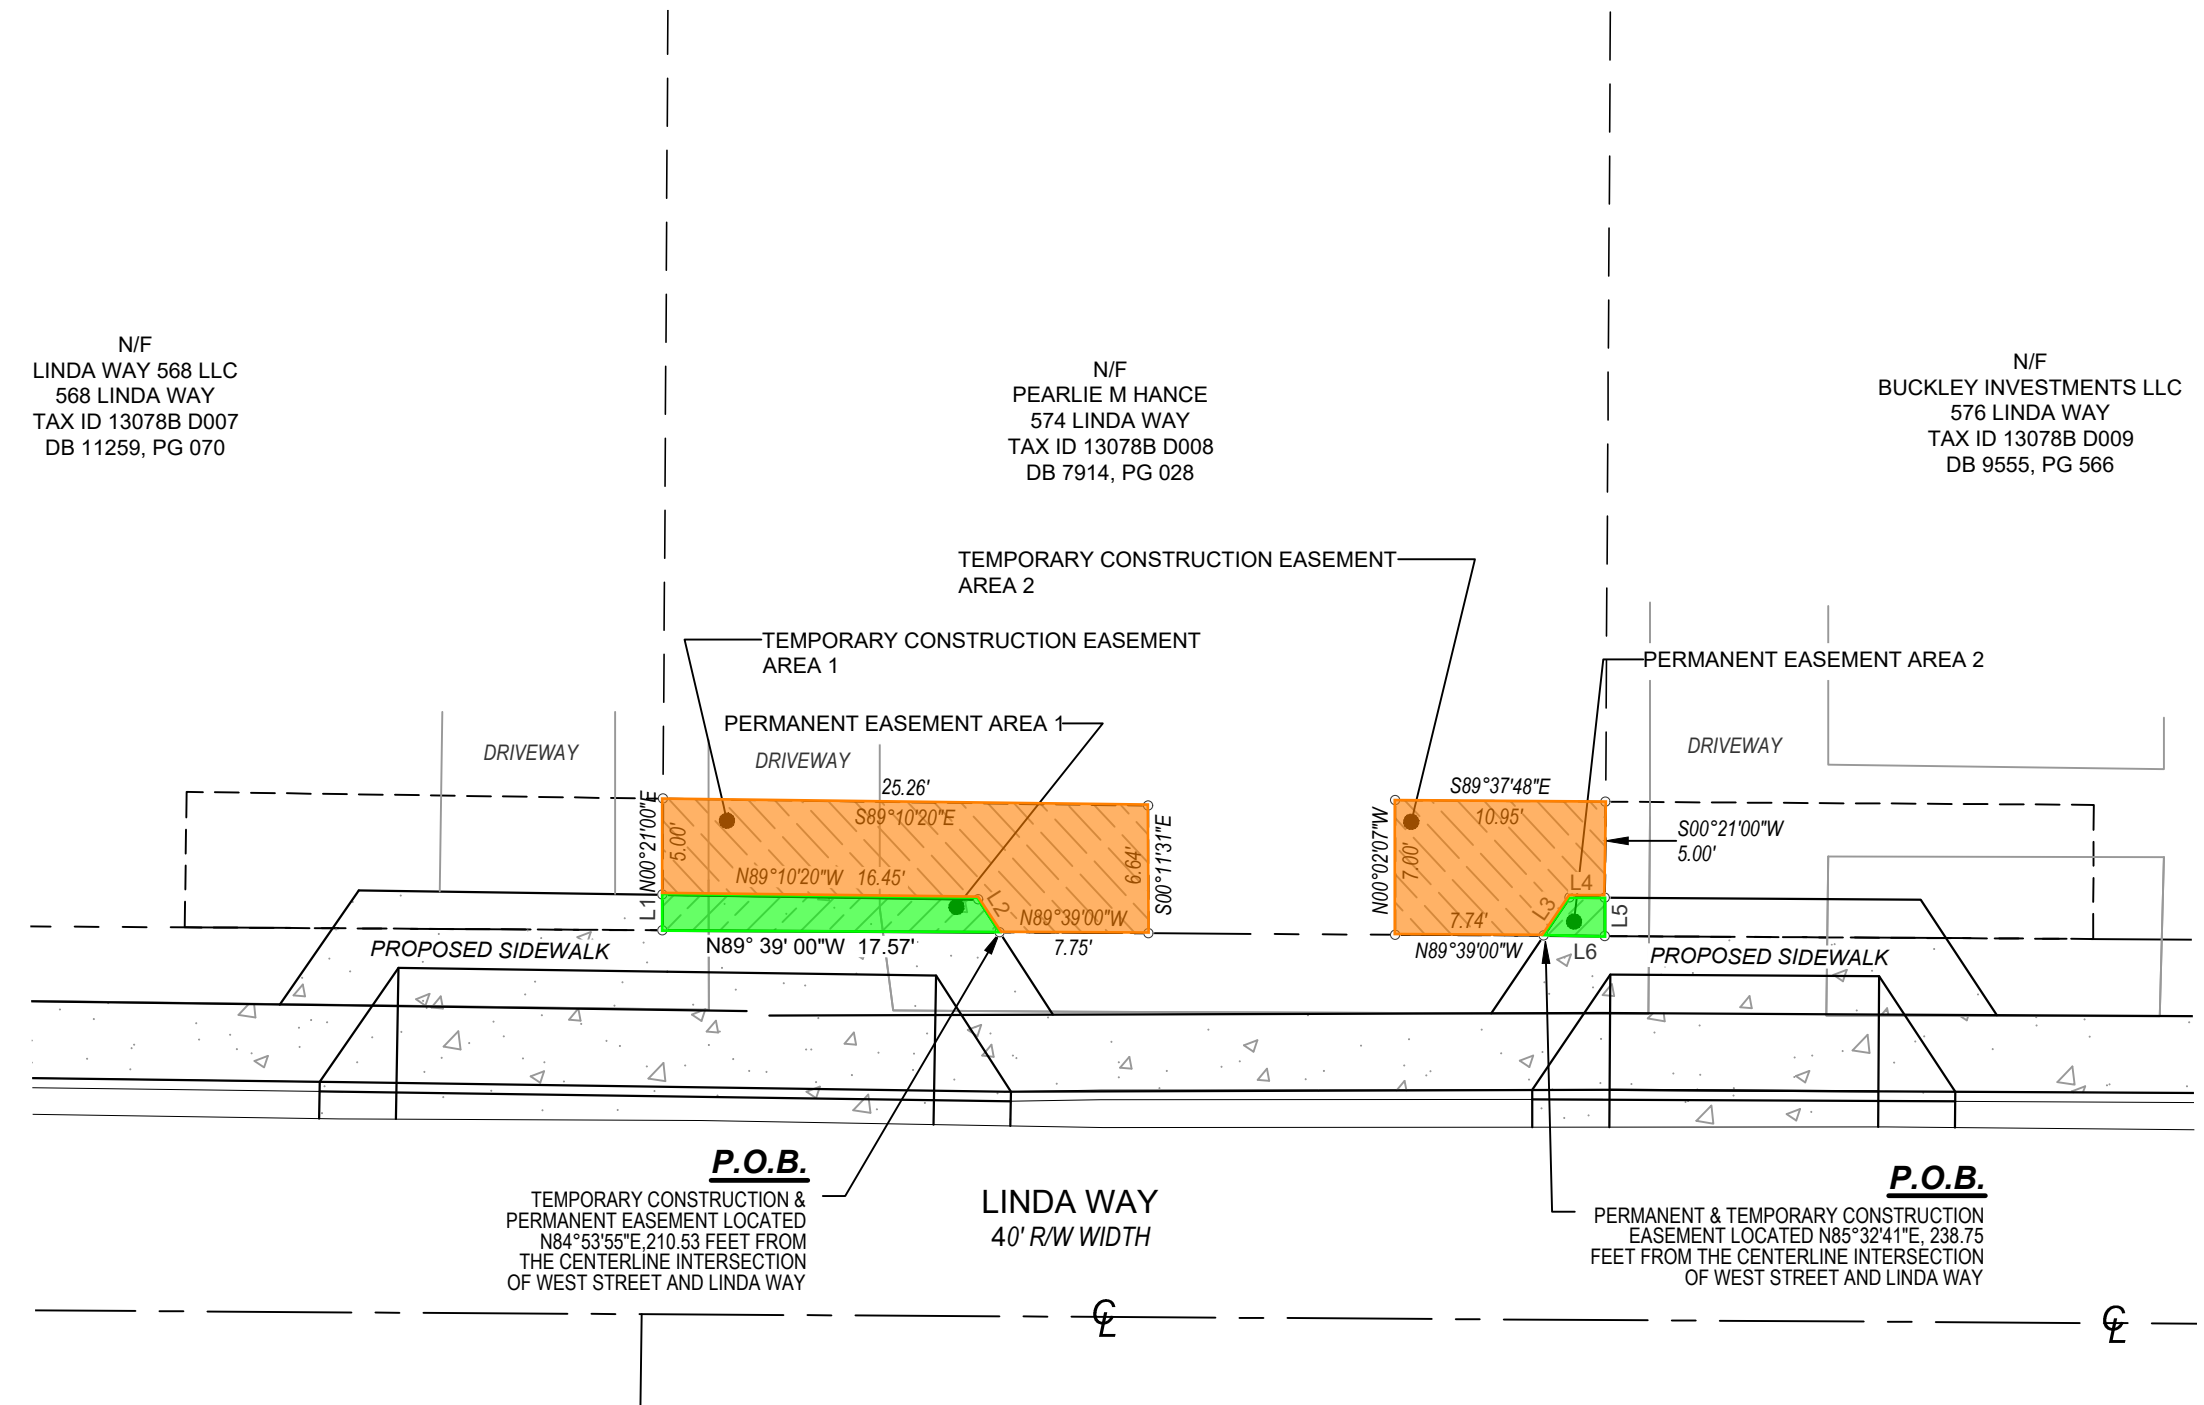 N/F
LINDA WAY 568 LLC
568 LINDA WAY
TAX ID 13078B D007
DB 11259, PG 070
N/F
PEARLIE M HANCE
574 LINDA WAY
TAX ID 13078B D008
DB 7914, PG 028
N/F
BUCKLEY INVESTMENTS LLC
576 LINDA WAY
TAX ID 13078B D009
DB 9555, PG 566
TEMPORARY CONSTRUCTION EASEMENT
AREA 2
TEMPORARY CONSTRUCTION EASEMENT
AREA 1
PERMANENT EASEMENT AREA 2
PERMANENT EASEMENT AREA 1
DRIVEWAY
DRIVEWAY
DRIVEWAY
25.26'
S89°10'20"E
N00°21'00"E
5.00'
L1
N89°10'20"W 16.45'
L2
6.64'
S00°11'31"E
N89°39'00"W
7.75'
N89° 39' 00"W 17.57'
S89°37'48"E
10.95'
N00°02'07"W
7.00'
S00°21'00"W
5.00'
L4
L3
L5
7.74'
N89°39'00"W
L6
PROPOSED SIDEWALK
PROPOSED SIDEWALK
P.O.B.
TEMPORARY CONSTRUCTION &
PERMANENT EASEMENT LOCATED
N84°53'55"E,210.53 FEET FROM
THE CENTERLINE INTERSECTION
OF WEST STREET AND LINDA WAY
LINDA WAY
40' R/W WIDTH
P.O.B.
PERMANENT & TEMPORARY CONSTRUCTION
EASEMENT LOCATED N85°32'41"E, 238.75
FEET FROM THE CENTERLINE INTERSECTION
OF WEST STREET AND LINDA WAY
CL
CL